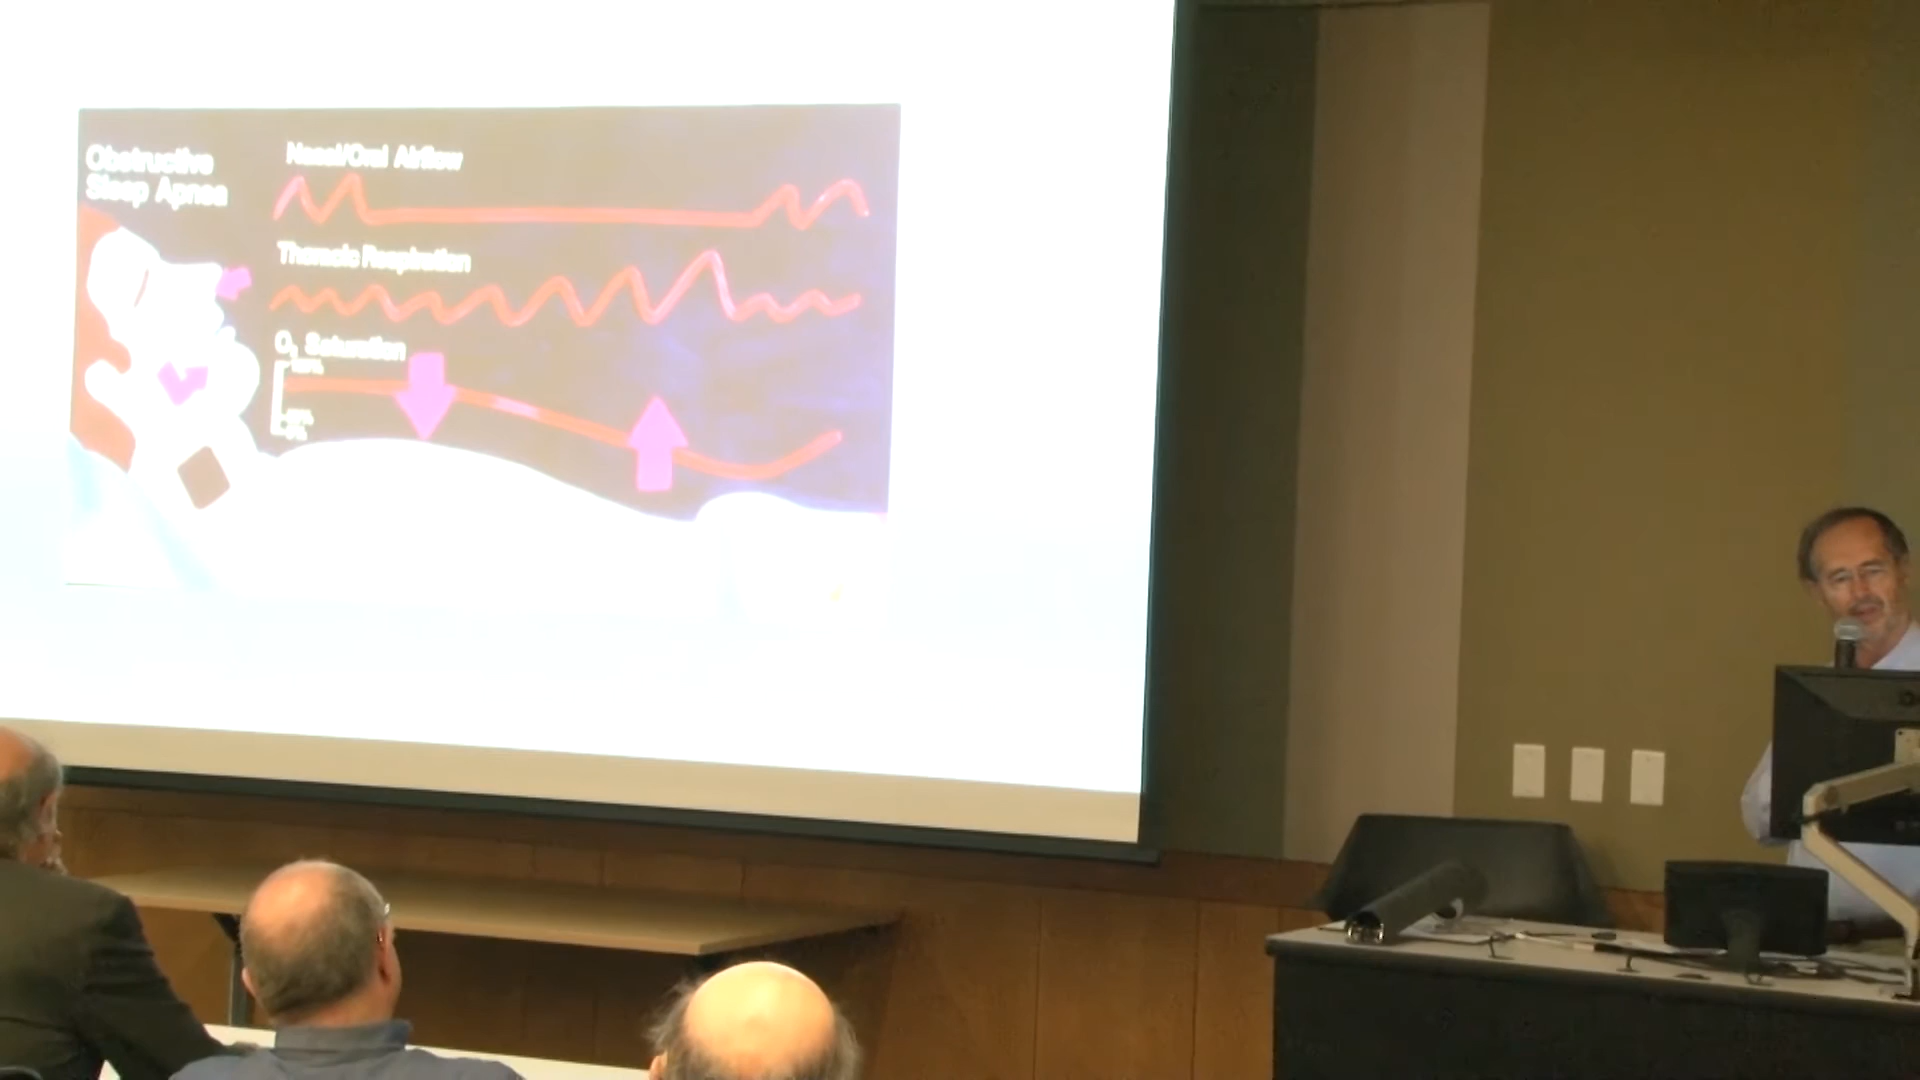 Obstructive
Sleep Apnea
Nasal/Oral Airflow
Thoracic Respiration
O₂ Saturation